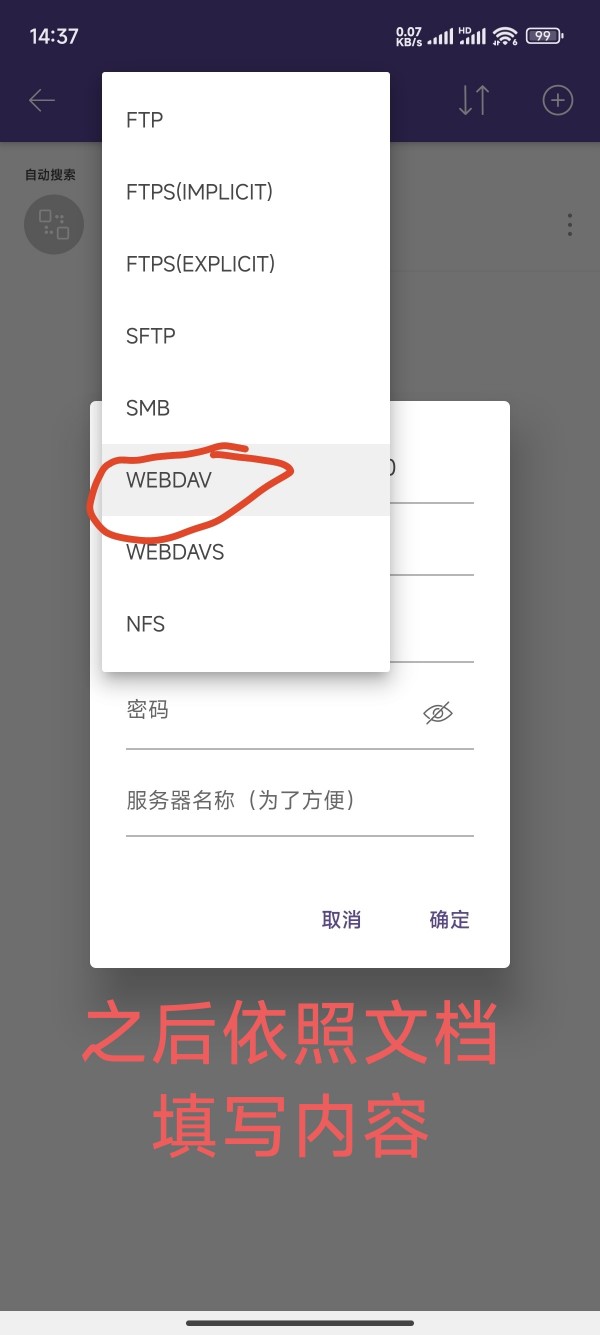 14:37
0.07
KB/s
HD
6
99
FTP
自动搜索
FTPS(IMPLICIT)
FTPS(EXPLICIT)
SFTP
SMB
WEBDAV
WEBDAVS
NFS
密码
服务器名称（为了方便）
取消
确定
之后依照文档
填写内容